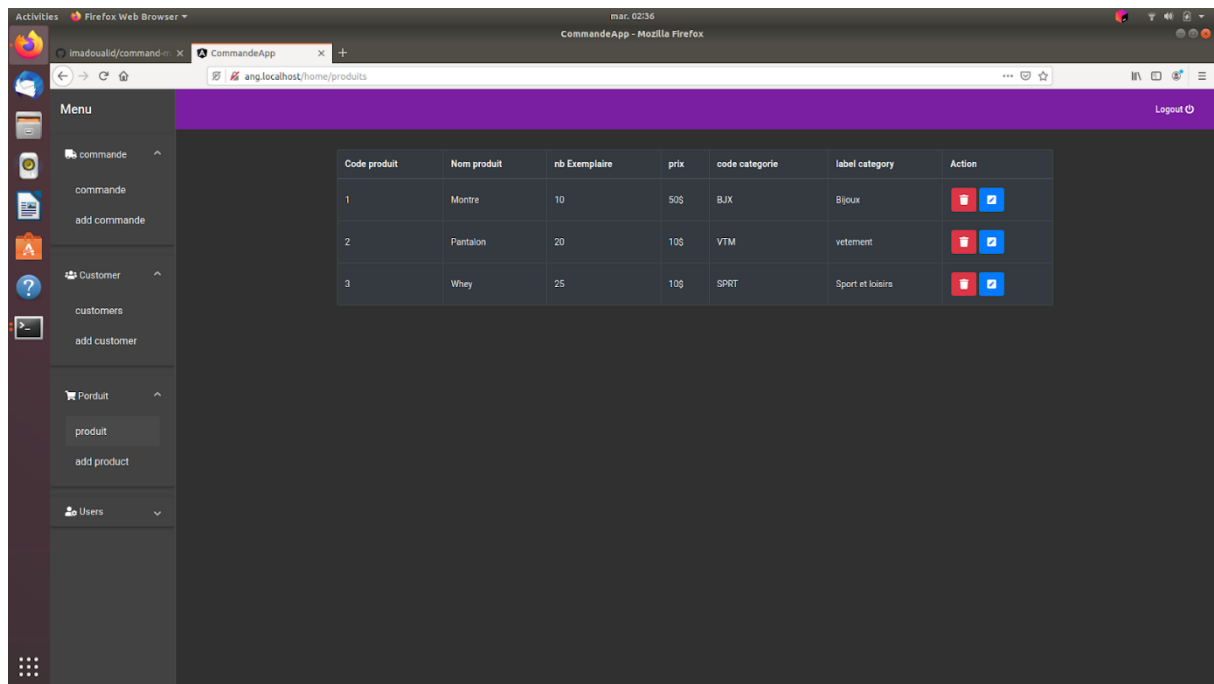 Activities Firefox Web Browser mar. 02:36
CommandeApp - Mozilla Firefox
imadoualid/command-m CommandeApp
ang.localhost/home/produits
Menu Logout
commande
commande
add commande
Customer
customers
add customer
Porduit
produit
add product
Users
Code produit Nom produit nb Exemplaire prix code categorie label category Action
1 Montre 10 50$ BJX Bijoux
2 Pantalon 20 10$ VTM vetement
3 Whey 25 10$ SPRT Sport et loisirs